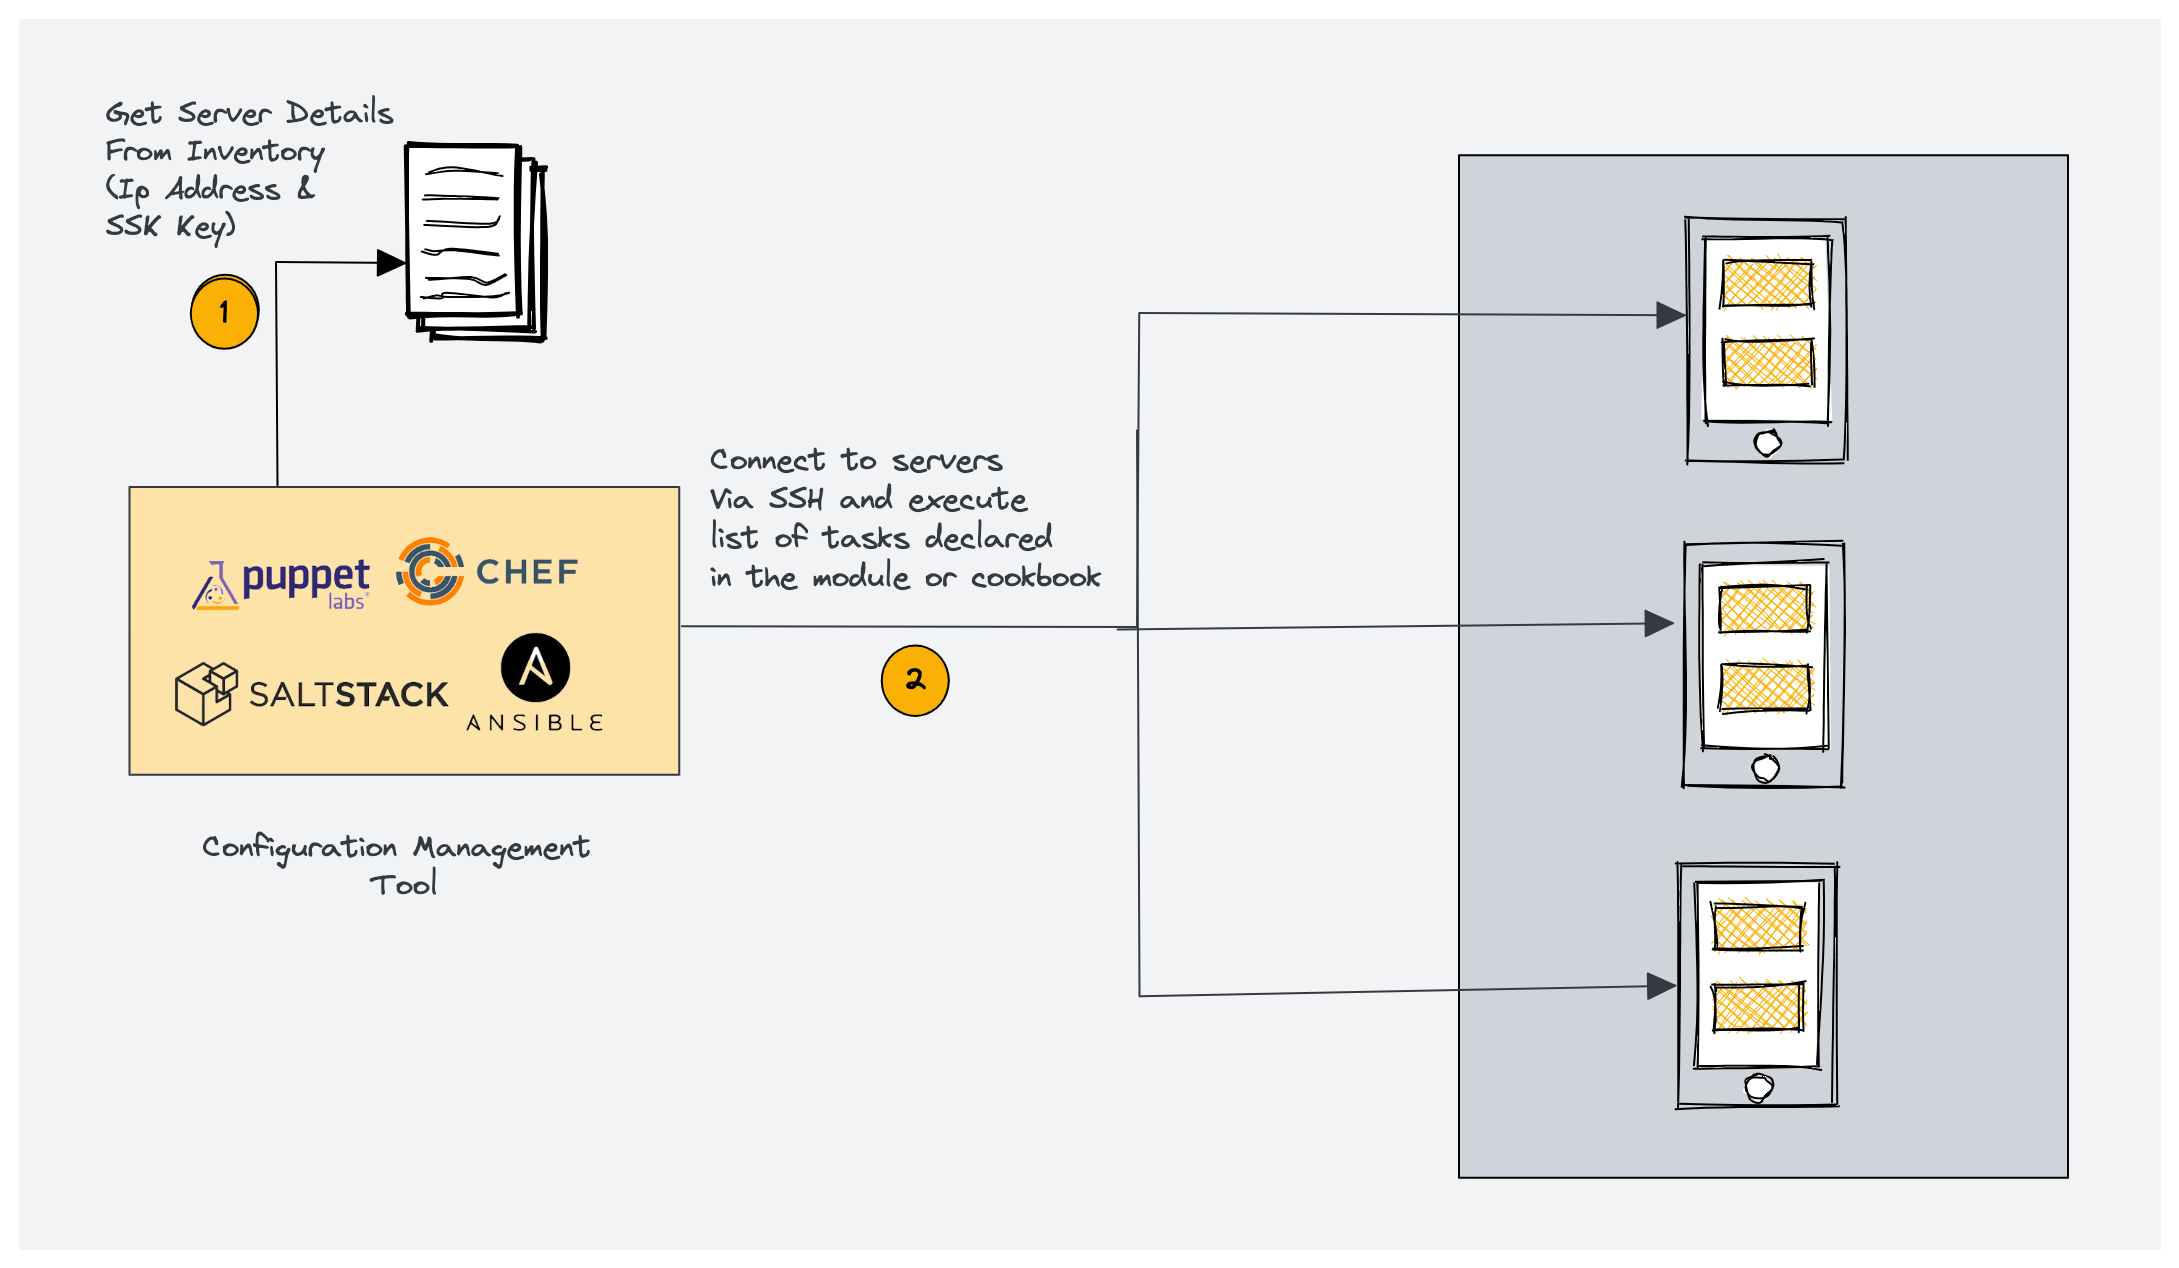 Get Server Details
From Inventory
(Ip Address &
SSK Key)
1
Connect to servers
Via SSH and execute
list of tasks declared
in the module or cookbook
2
puppet
labs®
CHEF
SALTSTACK
ANSIBLE
Configuration Management
Tool